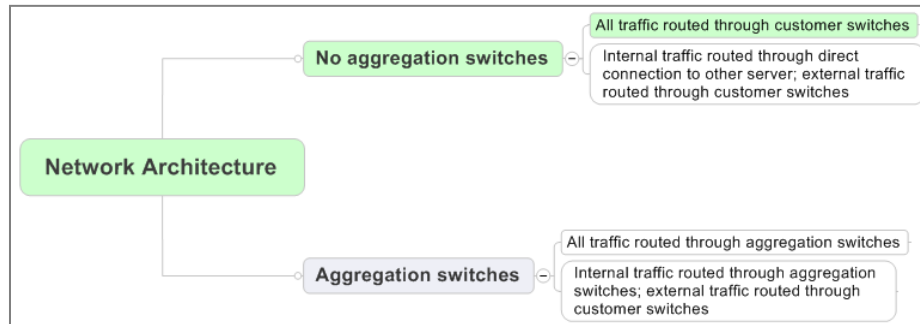 All traffic routed through customer switches
No aggregation switches
Internal traffic routed through direct
connection to other server; external traffic
routed through customer switches
Network Architecture
All traffic routed through aggregation switches
Aggregation switches
Internal traffic routed through aggregation
switches; external traffic routed through
customer switches